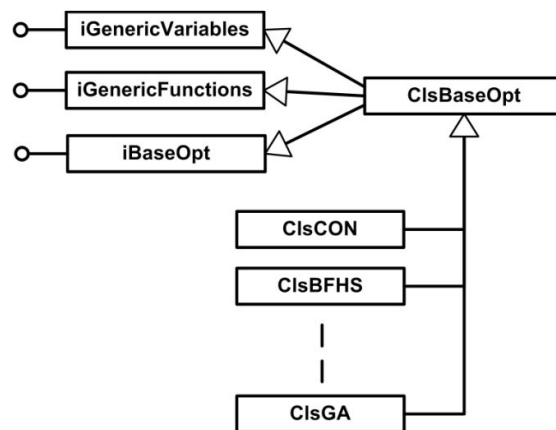 iGenericVariables
iGenericFunctions
ClsBaseOpt
iBaseOpt
ClsCON
ClsBFHS
ClsGA